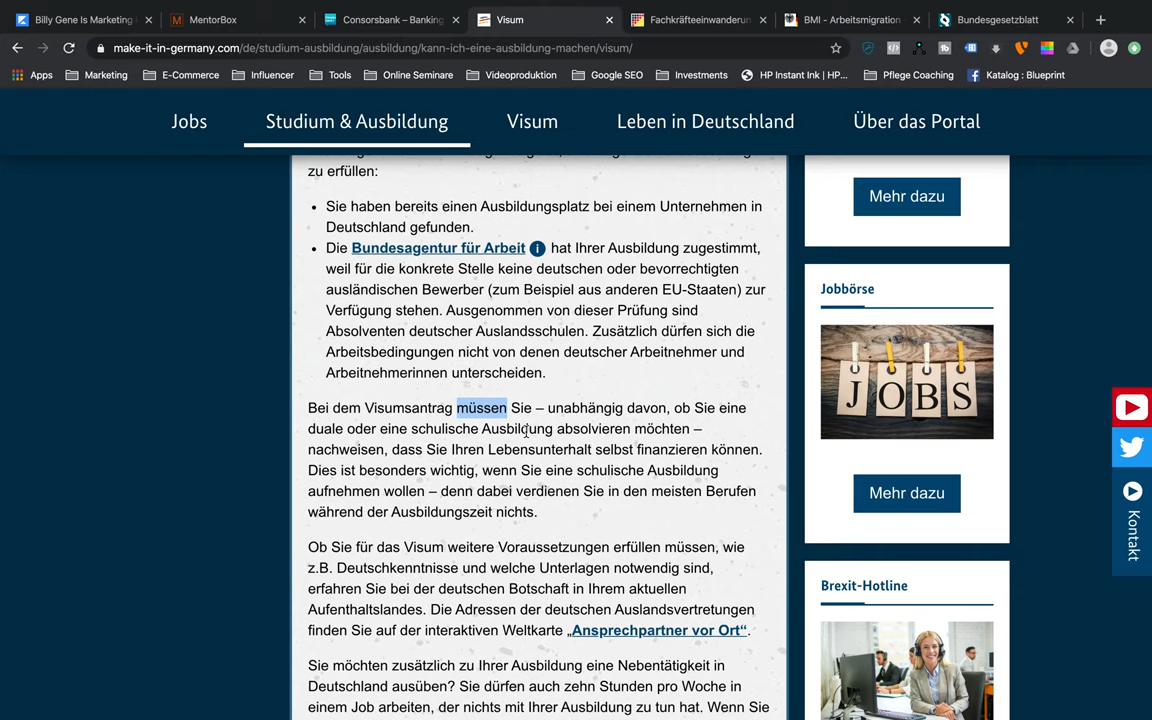 Billy Gene Is Marketing
MentorBox
Consorsbank – Banking
Visum
Fachkräfteeinwanderun
BMI - Arbeitsmigration
Bundesgesetzblatt
make-it-in-germany.com/de/studium-ausbildung/ausbildung/kann-ich-eine-ausbildung-machen/visum/
Apps
Marketing
E-Commerce
Influencer
Tools
Online Seminare
Videoproduktion
Google SEO
Investments
HP Instant Ink | HP...
Pflege Coaching
Katalog : Blueprint
Jobs
Studium & Ausbildung
Visum
Leben in Deutschland
Über das Portal
zu erfüllen:
• Sie haben bereits einen Ausbildungsplatz bei einem Unternehmen in
Deutschland gefunden.
• Die Bundesagentur für Arbeit i hat Ihrer Ausbildung zugestimmt,
weil für die konkrete Stelle keine deutschen oder bevorrechtigten
ausländischen Bewerber (zum Beispiel aus anderen EU-Staaten) zur
Verfügung stehen. Ausgenommen von dieser Prüfung sind
Absolventen deutscher Auslandsschulen. Zusätzlich dürfen sich die
Arbeitsbedingungen nicht von denen deutscher Arbeitnehmer und
Arbeitnehmerinnen unterscheiden.
Bei dem Visumsantrag müssen Sie – unabhängig davon, ob Sie eine
duale oder eine schulische Ausbildung absolvieren möchten –
nachweisen, dass Sie Ihren Lebensunterhalt selbst finanzieren können.
Dies ist besonders wichtig, wenn Sie eine schulische Ausbildung
aufnehmen wollen – denn dabei verdienen Sie in den meisten Berufen
während der Ausbildungszeit nichts.
Ob Sie für das Visum weitere Voraussetzungen erfüllen müssen, wie
z.B. Deutschkenntnisse und welche Unterlagen notwendig sind,
erfahren Sie bei der deutschen Botschaft in Ihrem aktuellen
Aufenthaltslandes. Die Adressen der deutschen Auslandsvertretungen
finden Sie auf der interaktiven Weltkarte „Ansprechpartner vor Ort“.
Sie möchten zusätzlich zu Ihrer Ausbildung eine Nebentätigkeit in
Deutschland ausüben? Sie dürfen auch zehn Stunden pro Woche in
einem Job arbeiten, der nichts mit Ihrer Ausbildung zu tun hat. Wenn Sie
Mehr dazu
Jobbörse
JOBS
Mehr dazu
Brexit-Hotline
Kontakt